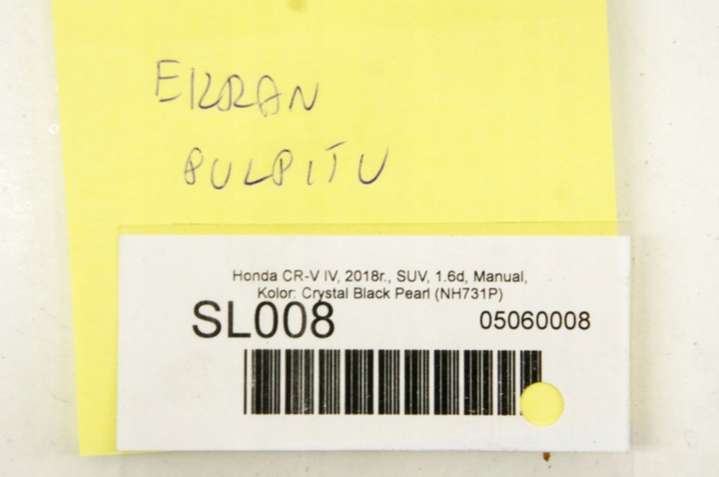 EKRAN
PULPITU
Honda CR-V IV, 2018r., SUV, 1.6d, Manual,
Kolor: Crystal Black Pearl (NH731P)
SL008
05060008